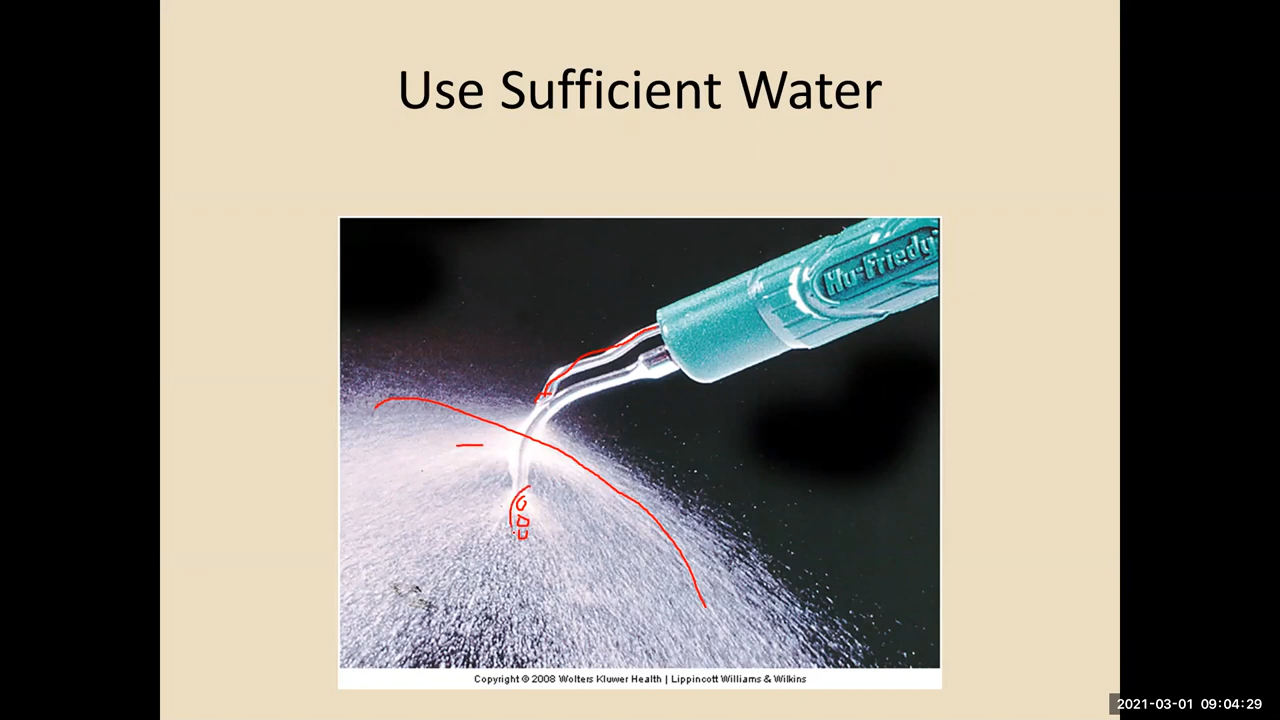 Use Sufficient Water
Hu-Friedy
Copyright © 2008 Wolters Kluwer Health | Lippincott Williams & Wilkins
2021-03-01 09:04:29